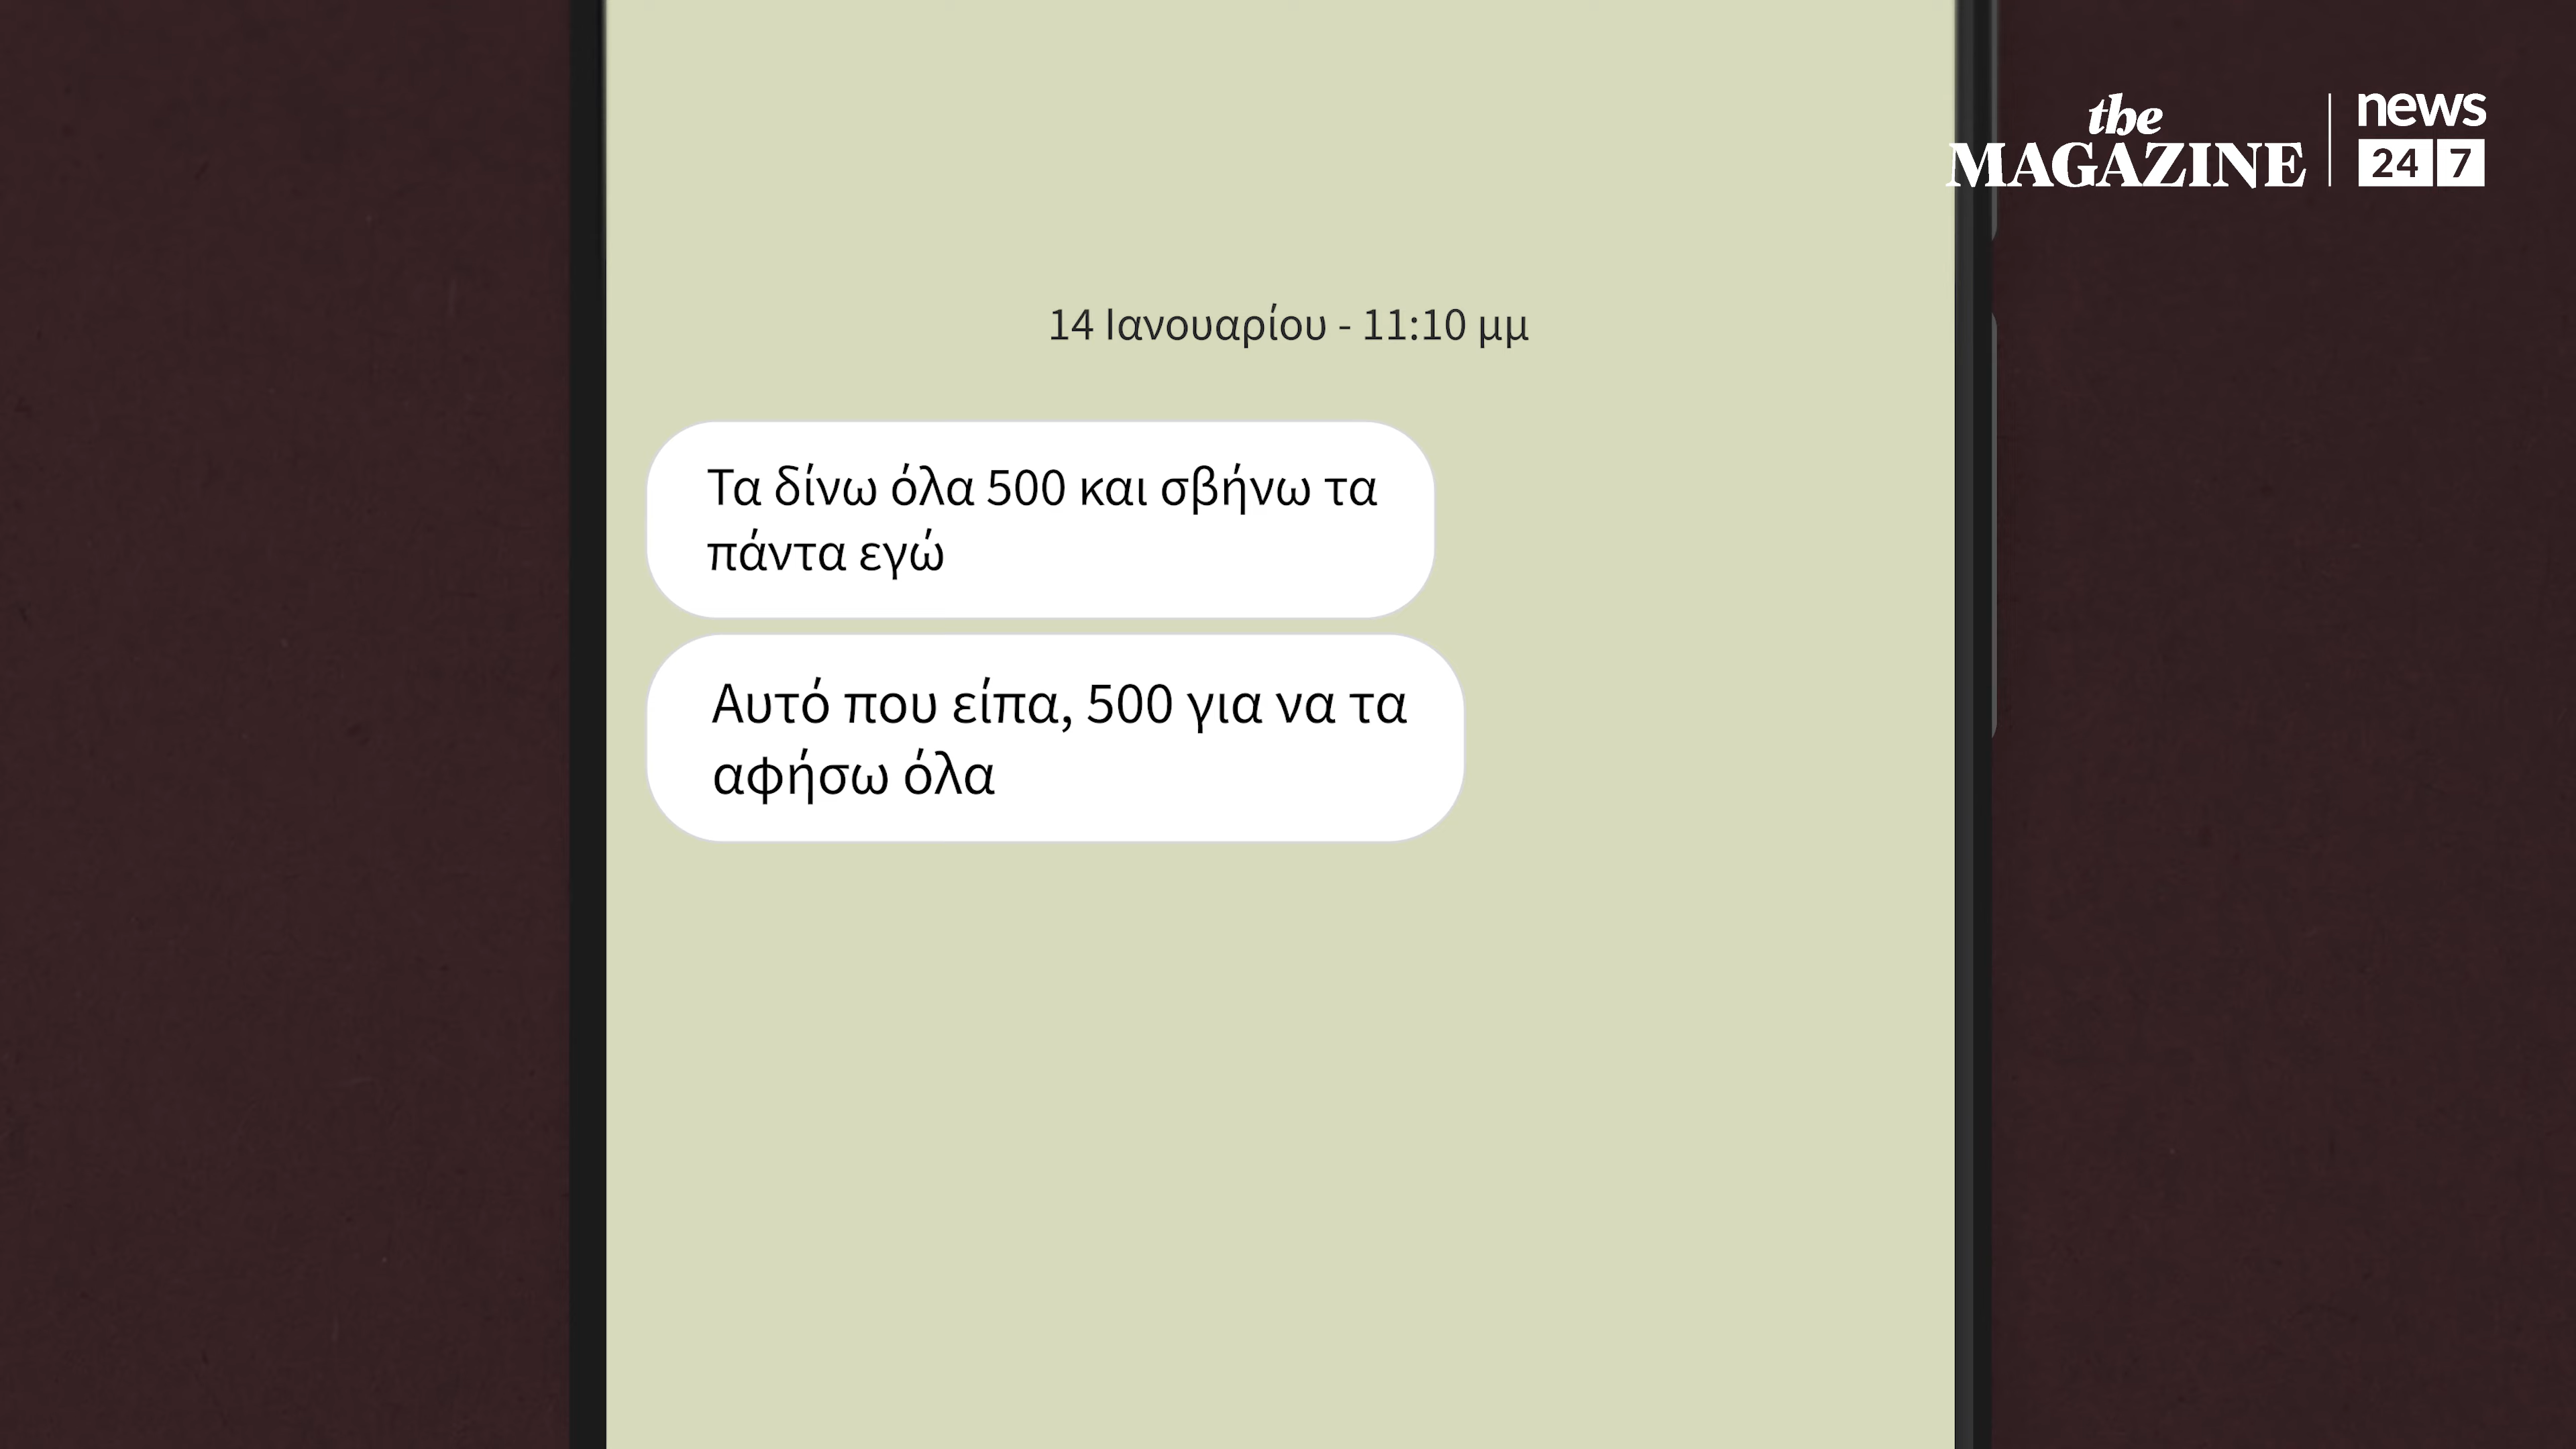 the
MAGAZINE
news
24 7
14 Ιανουαρίου - 11:10 μμ
Τα δίνω όλα 500 και σβήνω τα
πάντα εγώ
Αυτό που είπα, 500 για να τα
αφήσω όλα